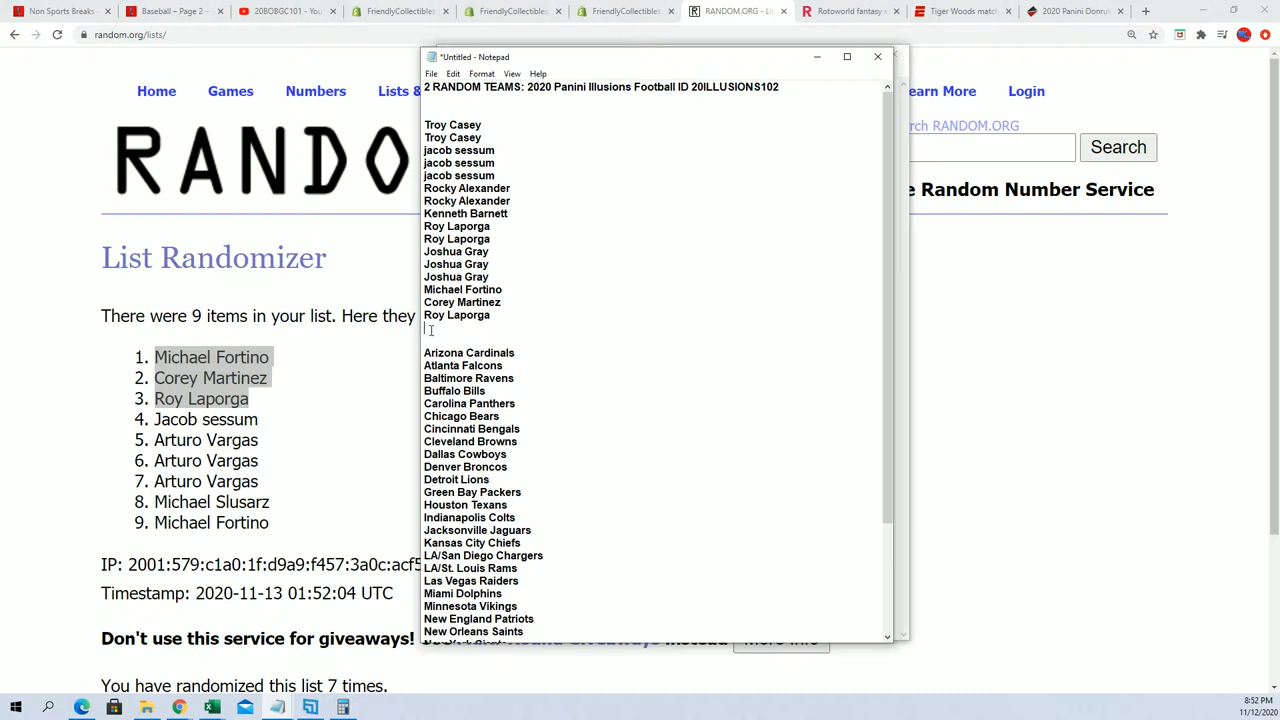 Non Sports Breaks
Baseball – Page 2 –
20BOBGC101 - You
FriendlyCollectibles
FriendlyCollectibles
FriendlyCollectibles
RANDOM.ORG - Li
Rotoworld fantasy
Tiger Woods match
2020 Panini Donrus
random.org/lists/
*Untitled - Notepad
File Edit Format View Help
2 RANDOM TEAMS: 2020 Panini Illusions Football ID 20ILLUSIONS102
Troy Casey
Troy Casey
jacob sessum
jacob sessum
jacob sessum
Rocky Alexander
Rocky Alexander
Kenneth Barnett
Roy Laporga
Roy Laporga
Joshua Gray
Joshua Gray
Joshua Gray
Michael Fortino
Corey Martinez
Roy Laporga
Arizona Cardinals
Atlanta Falcons
Baltimore Ravens
Buffalo Bills
Carolina Panthers
Chicago Bears
Cincinnati Bengals
Cleveland Browns
Dallas Cowboys
Denver Broncos
Detroit Lions
Green Bay Packers
Houston Texans
Indianapolis Colts
Jacksonville Jaguars
Kansas City Chiefs
LA/San Diego Chargers
LA/St. Louis Rams
Las Vegas Raiders
Miami Dolphins
Minnesota Vikings
New England Patriots
New Orleans Saints
Home Games Numbers Lists & earn More Login
RANDO
rch RANDOM.ORG
Search
e Random Number Service
List Randomizer
There were 9 items in your list. Here they
1. Michael Fortino
2. Corey Martinez
3. Roy Laporga
4. Jacob sessum
5. Arturo Vargas
6. Arturo Vargas
7. Arturo Vargas
8. Michael Slusarz
9. Michael Fortino
IP: 2001:579:c1a0:1f:d9a9:f457:3a0c:acf5
Timestamp: 2020-11-13 01:52:04 UTC
Don't use this service for giveaways!
You have randomized this list 7 times.
8:52 PM
11/12/2020